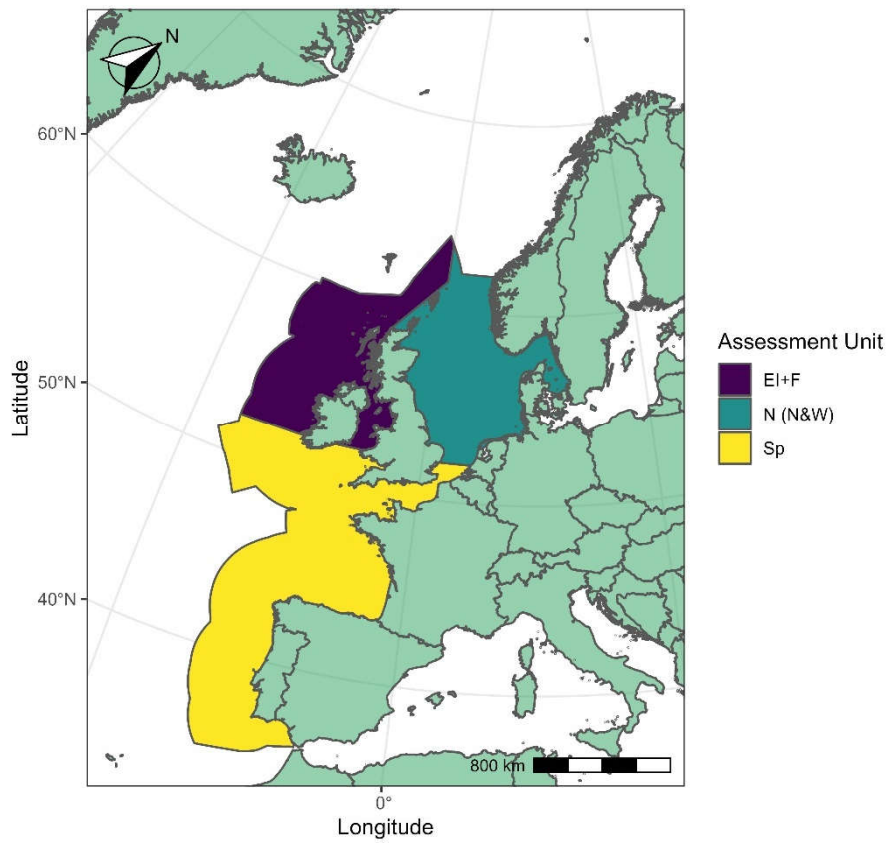 N
60°N
50°N
40°N
Latitude
Assessment Unit
EI+F
N (N&W)
Sp
800 km
0°
Longitude